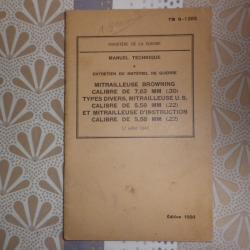 TM 9-1205
MINISTÈRE DE LA GUERRE
MANUEL TECHNIQUE
ENTRETIEN DU MATÉRIEL DE GUERRE
MITRAILLEUSE BROWNING
CALIBRE DE 7,62 MM (.30)
TYPES DIVERS, MITRAILLEUSE U.S.
CALIBRE DE 5,58 MM (.22)
ET MITRAILLEUSE D'INSTRUCTION
CALIBRE DE 5,58 MM (.22)
Édition 1944